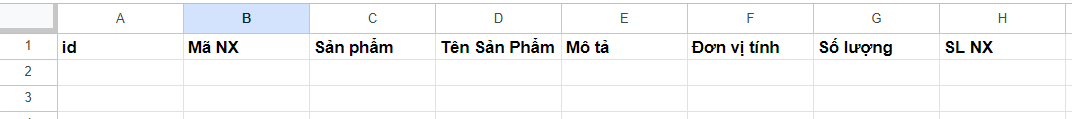 A B C D E F G H
1 id Mã NX Sản phẩm Tên Sản Phẩm Mô tả Đơn vị tính Số lượng SL NX
2
3